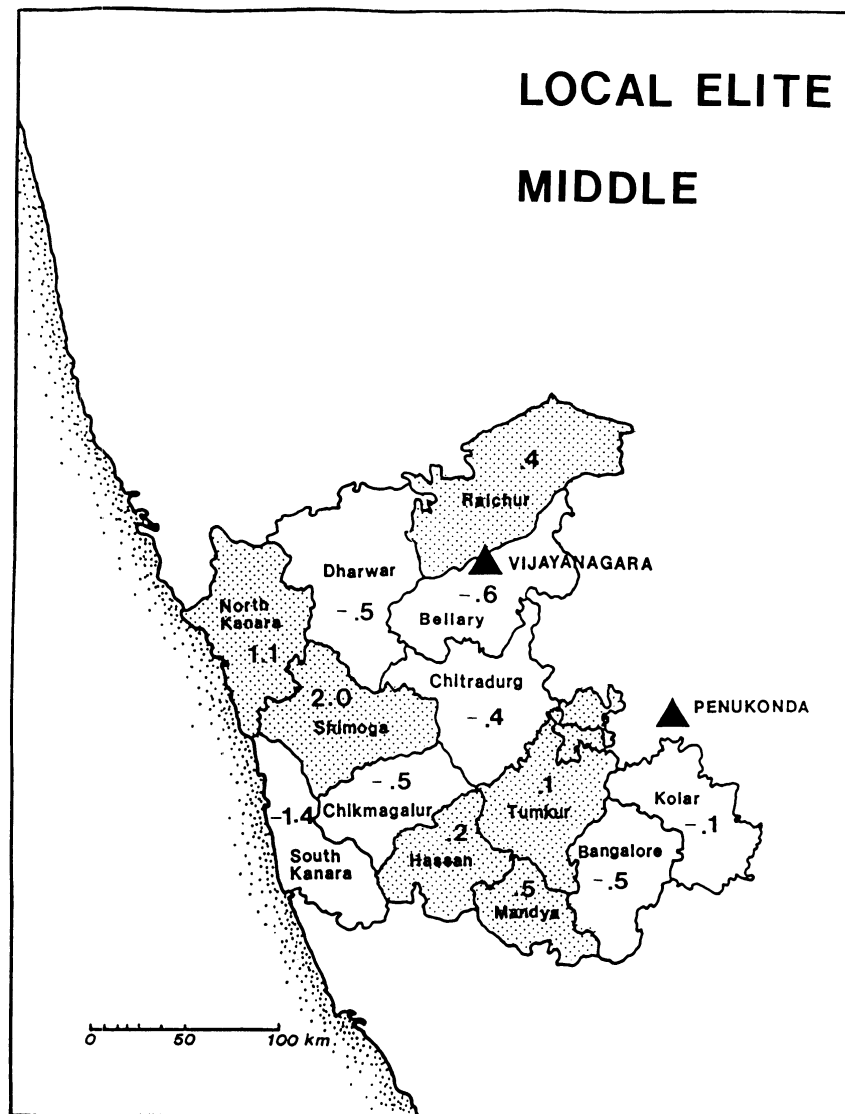 LOCAL ELITE
MIDDLE
.4
Raichur
VIJAYANAGARA
Dharwar
-.5
-.6
Bellary
North
Kanara
1.1
Chitradurg
-.4
2.0
Shimoga
PENUKONDA
-.5
Chikmagalur
-1.4
South
Kanara
.2
Hassan
.1
Tumkur
Kolar
-.1
Bangalore
-.5
.5
Mandya
0 50 100 km.